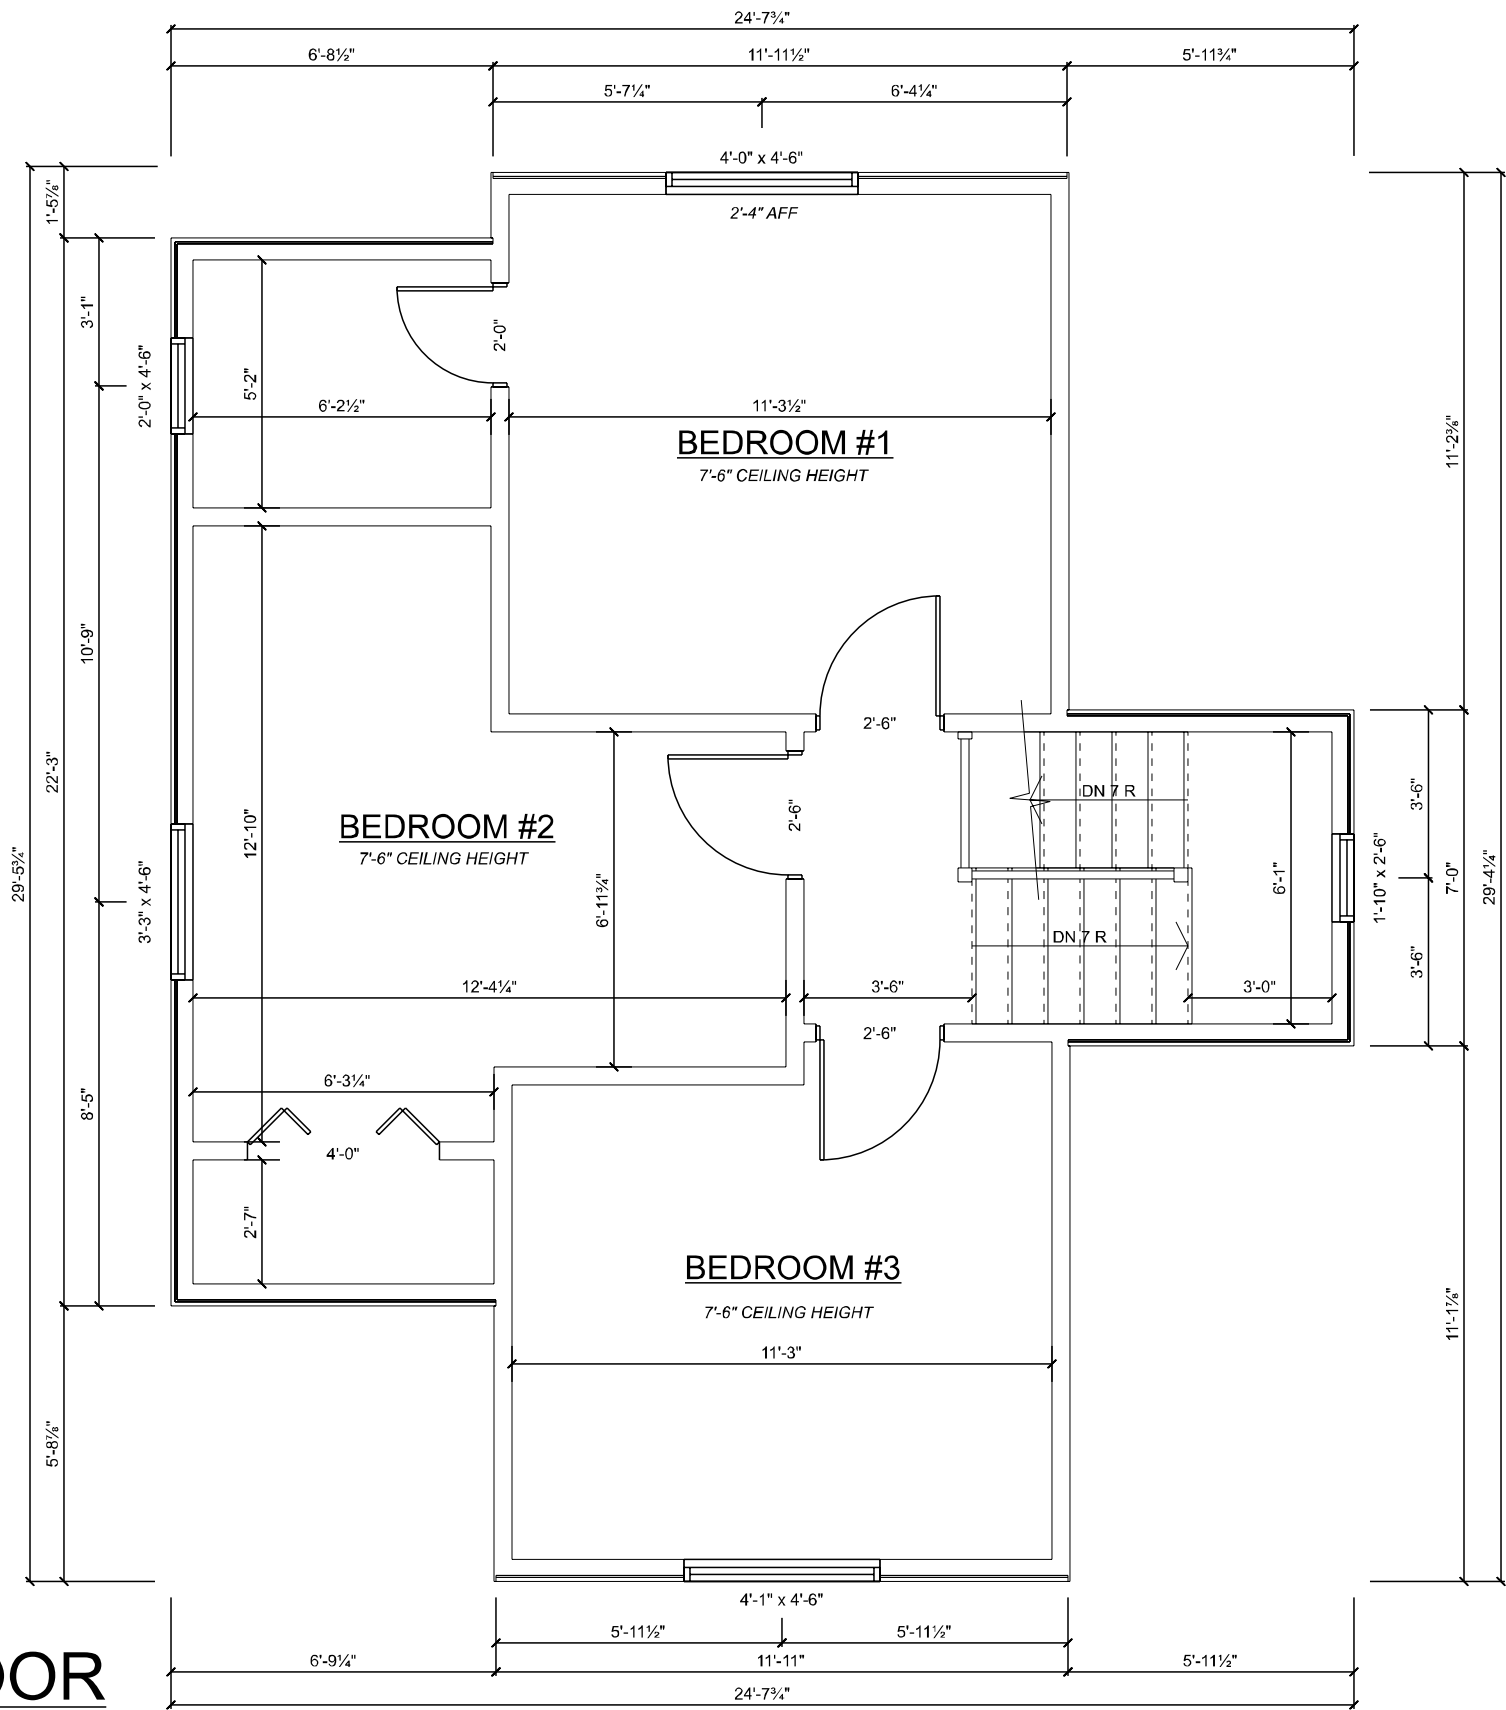 24'-7¾"
6'-8½" 11'-11½" 5'-11¾"
5'-7¼" 6'-4¼"
4'-0" x 4'-6"
2'-4" AFF
1'-5⅞"
3'-1"
2'-0" x 4'-6"
2'-0"
5'-2"
6'-2½" 11'-3½"
BEDROOM #1
7'-6" CEILING HEIGHT
11'-2⅜"
10'-9"
2'-6"
22'-3"
3'-6"
DN 7 R
2'-6"
12'-10"
BEDROOM #2
7'-6" CEILING HEIGHT
29'-5¾"
3'-3" x 4'-6"
6'-11¾"
6'-1"
1'-10" x 2'-6"
7'-0"
29'-4¼"
DN 7 R
3'-6"
12'-4¼" 3'-6" 3'-0"
2'-6"
6'-3¼"
8'-5"
4'-0"
2'-7"
BEDROOM #3
7'-6" CEILING HEIGHT
11'-1⅞"
11'-3"
5'-8⅞"
4'-1" x 4'-6"
5'-11½" 5'-11½"
6'-9¼" 11'-11" 5'-11½"
24'-7¾"
OOR